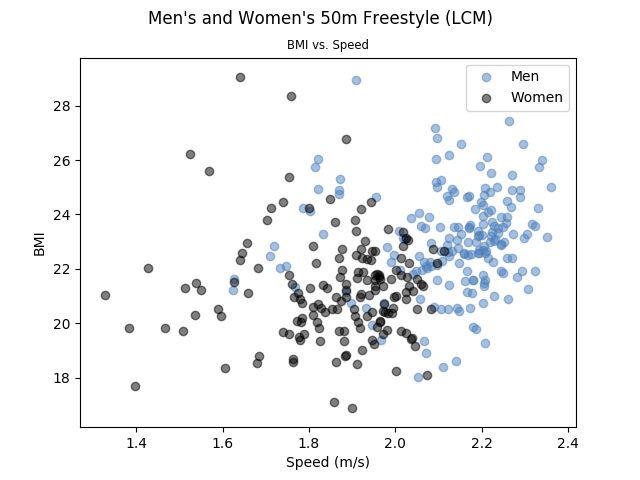 Men's and Women's 50m Freestyle (LCM)
BMI vs. Speed
Men
Women
28
26
24
22
20
18
BMI
1.4
1.6
1.8
2.0
2.2
2.4
Speed (m/s)